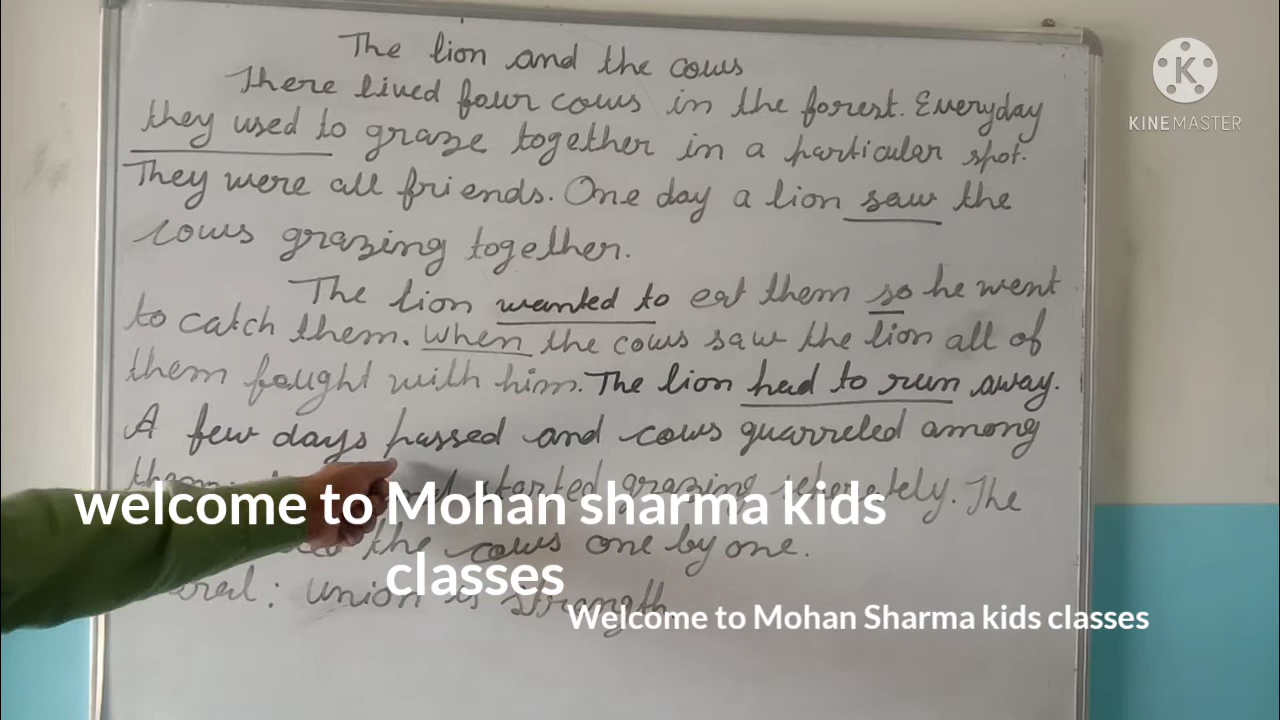 The lion and the cows
There lived four cows in the forest. Everyday
they used to graze together in a particular spot.
They were all friends. One day a lion saw the
cows grazing together.
The lion wanted to eat them so he went
to catch them. When the cows saw the lion all of
them fought with him. The lion had to run away.
A few days passed and cows quarreled among
started grazing seperetely. The
the cows one by one.
: Union is strength
welcome to Mohan sharma kids
classes
Welcome to Mohan Sharma kids classes
KINEMASTER